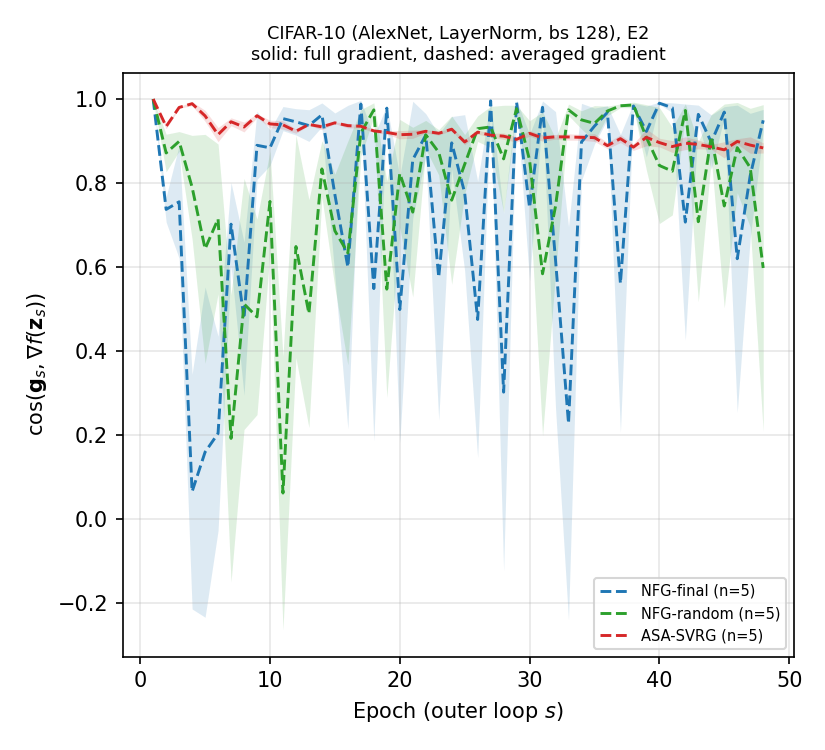 CIFAR-10 (AlexNet, LayerNorm, bs 128), E2
solid: full gradient, dashed: averaged gradient
cos(g_s, ∇f(z_s))
1.0
0.8
0.6
0.4
0.2
0.0
−0.2
NFG-final (n=5)
NFG-random (n=5)
ASA-SVRG (n=5)
0 10 20 30 40 50
Epoch (outer loop s)